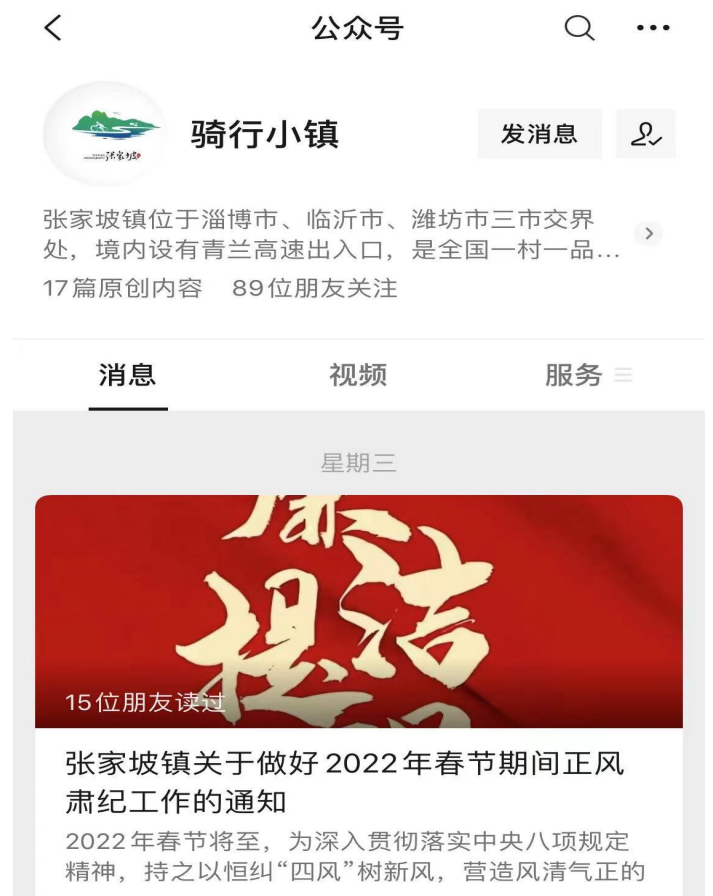 公众号
骑行小镇
发消息
张家坡
张家坡镇位于淄博市、临沂市、潍坊市三市交界
处，境内设有青兰高速出入口，是全国一村一品...
17篇原创内容 89位朋友关注
消息 视频 服务
星期三
廉洁
提
15位朋友读过
张家坡镇关于做好2022年春节期间正风
肃纪工作的通知
2022年春节将至，为深入贯彻落实中央八项规定
精神，持之以恒纠“四风”树新风，营造风清气正的